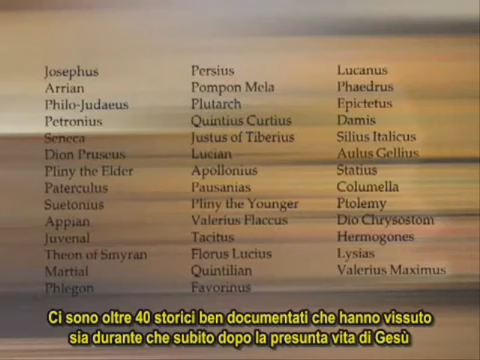 Josephus
Arrian
Philo-Judaeus
Petronius
Seneca
Dion Pruseus
Pliny the Elder
Paterculus
Suetonius
Appian
Juvenal
Theon of Smyran
Martial
Phlegon
Persius
Pompon Mela
Plutarch
Quintius Curtius
Justus of Tiberius
Lucian
Apollonius
Pausanias
Pliny the Younger
Valerius Flaccus
Tacitus
Florus Lucius
Quintilian
Favorinus
Lucanus
Phaedrus
Epictetus
Damis
Silius Italicus
Aulus Gellius
Statius
Columella
Ptolemy
Dio Chrysostom
Hermogones
Lysias
Valerius Maximus
Ci sono oltre 40 storici ben documentati che hanno vissuto
sia durante che subito dopo la presunta vita di Gesù